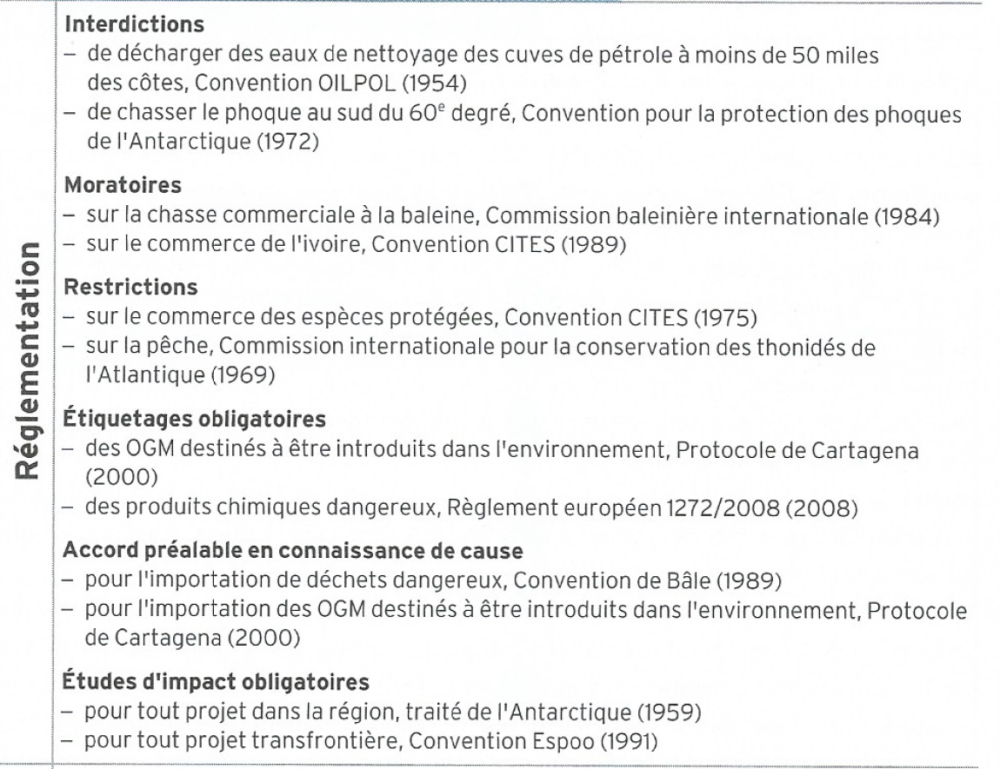 Réglementation
Interdictions
– de décharger des eaux de nettoyage des cuves de pétrole à moins de 50 miles
des côtes, Convention OILPOL (1954)
– de chasser le phoque au sud du 60e degré, Convention pour la protection des phoques
de l'Antarctique (1972)
Moratoires
– sur la chasse commerciale à la baleine, Commission baleinière internationale (1984)
– sur le commerce de l'ivoire, Convention CITES (1989)
Restrictions
– sur le commerce des espèces protégées, Convention CITES (1975)
– sur la pêche, Commission internationale pour la conservation des thonidés de
l'Atlantique (1969)
Étiquetages obligatoires
– des OGM destinés à être introduits dans l'environnement, Protocole de Cartagena
(2000)
– des produits chimiques dangereux, Règlement européen 1272/2008 (2008)
Accord préalable en connaissance de cause
– pour l'importation de déchets dangereux, Convention de Bâle (1989)
– pour l'importation des OGM destinés à être introduits dans l'environnement, Protocole
de Cartagena (2000)
Études d'impact obligatoires
– pour tout projet dans la région, traité de l'Antarctique (1959)
– pour tout projet transfrontière, Convention Espoo (1991)